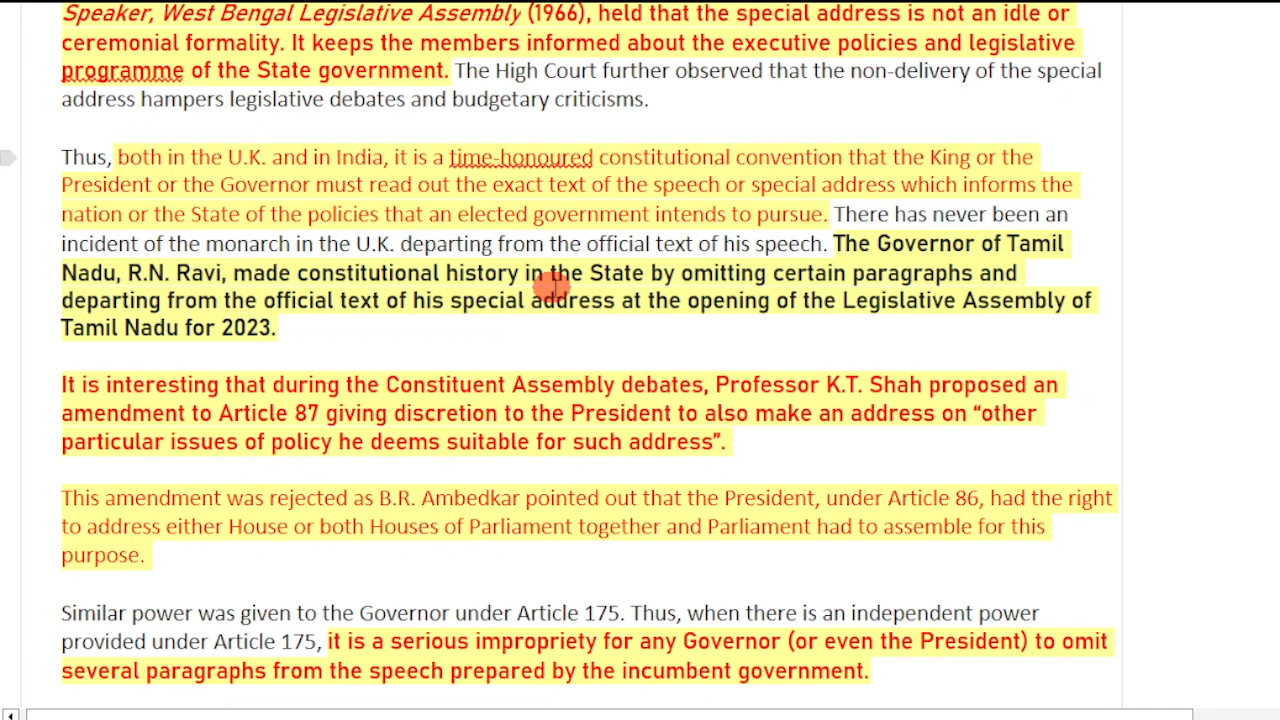 Speaker, West Bengal Legislative Assembly (1966), held that the special address is not an idle or
ceremonial formality. It keeps the members informed about the executive policies and legislative
programme of the State government. The High Court further observed that the non-delivery of the special
address hampers legislative debates and budgetary criticisms.
Thus, both in the U.K. and in India, it is a time-honoured constitutional convention that the King or the
President or the Governor must read out the exact text of the speech or special address which informs the
nation or the State of the policies that an elected government intends to pursue. There has never been an
incident of the monarch in the U.K. departing from the official text of his speech. The Governor of Tamil
Nadu, R.N. Ravi, made constitutional history in the State by omitting certain paragraphs and
departing from the official text of his special address at the opening of the Legislative Assembly of
Tamil Nadu for 2023.
It is interesting that during the Constituent Assembly debates, Professor K.T. Shah proposed an
amendment to Article 87 giving discretion to the President to also make an address on “other
particular issues of policy he deems suitable for such address”.
This amendment was rejected as B.R. Ambedkar pointed out that the President, under Article 86, had the right
to address either House or both Houses of Parliament together and Parliament had to assemble for this
purpose.
Similar power was given to the Governor under Article 175. Thus, when there is an independent power
provided under Article 175, it is a serious impropriety for any Governor (or even the President) to omit
several paragraphs from the speech prepared by the incumbent government.